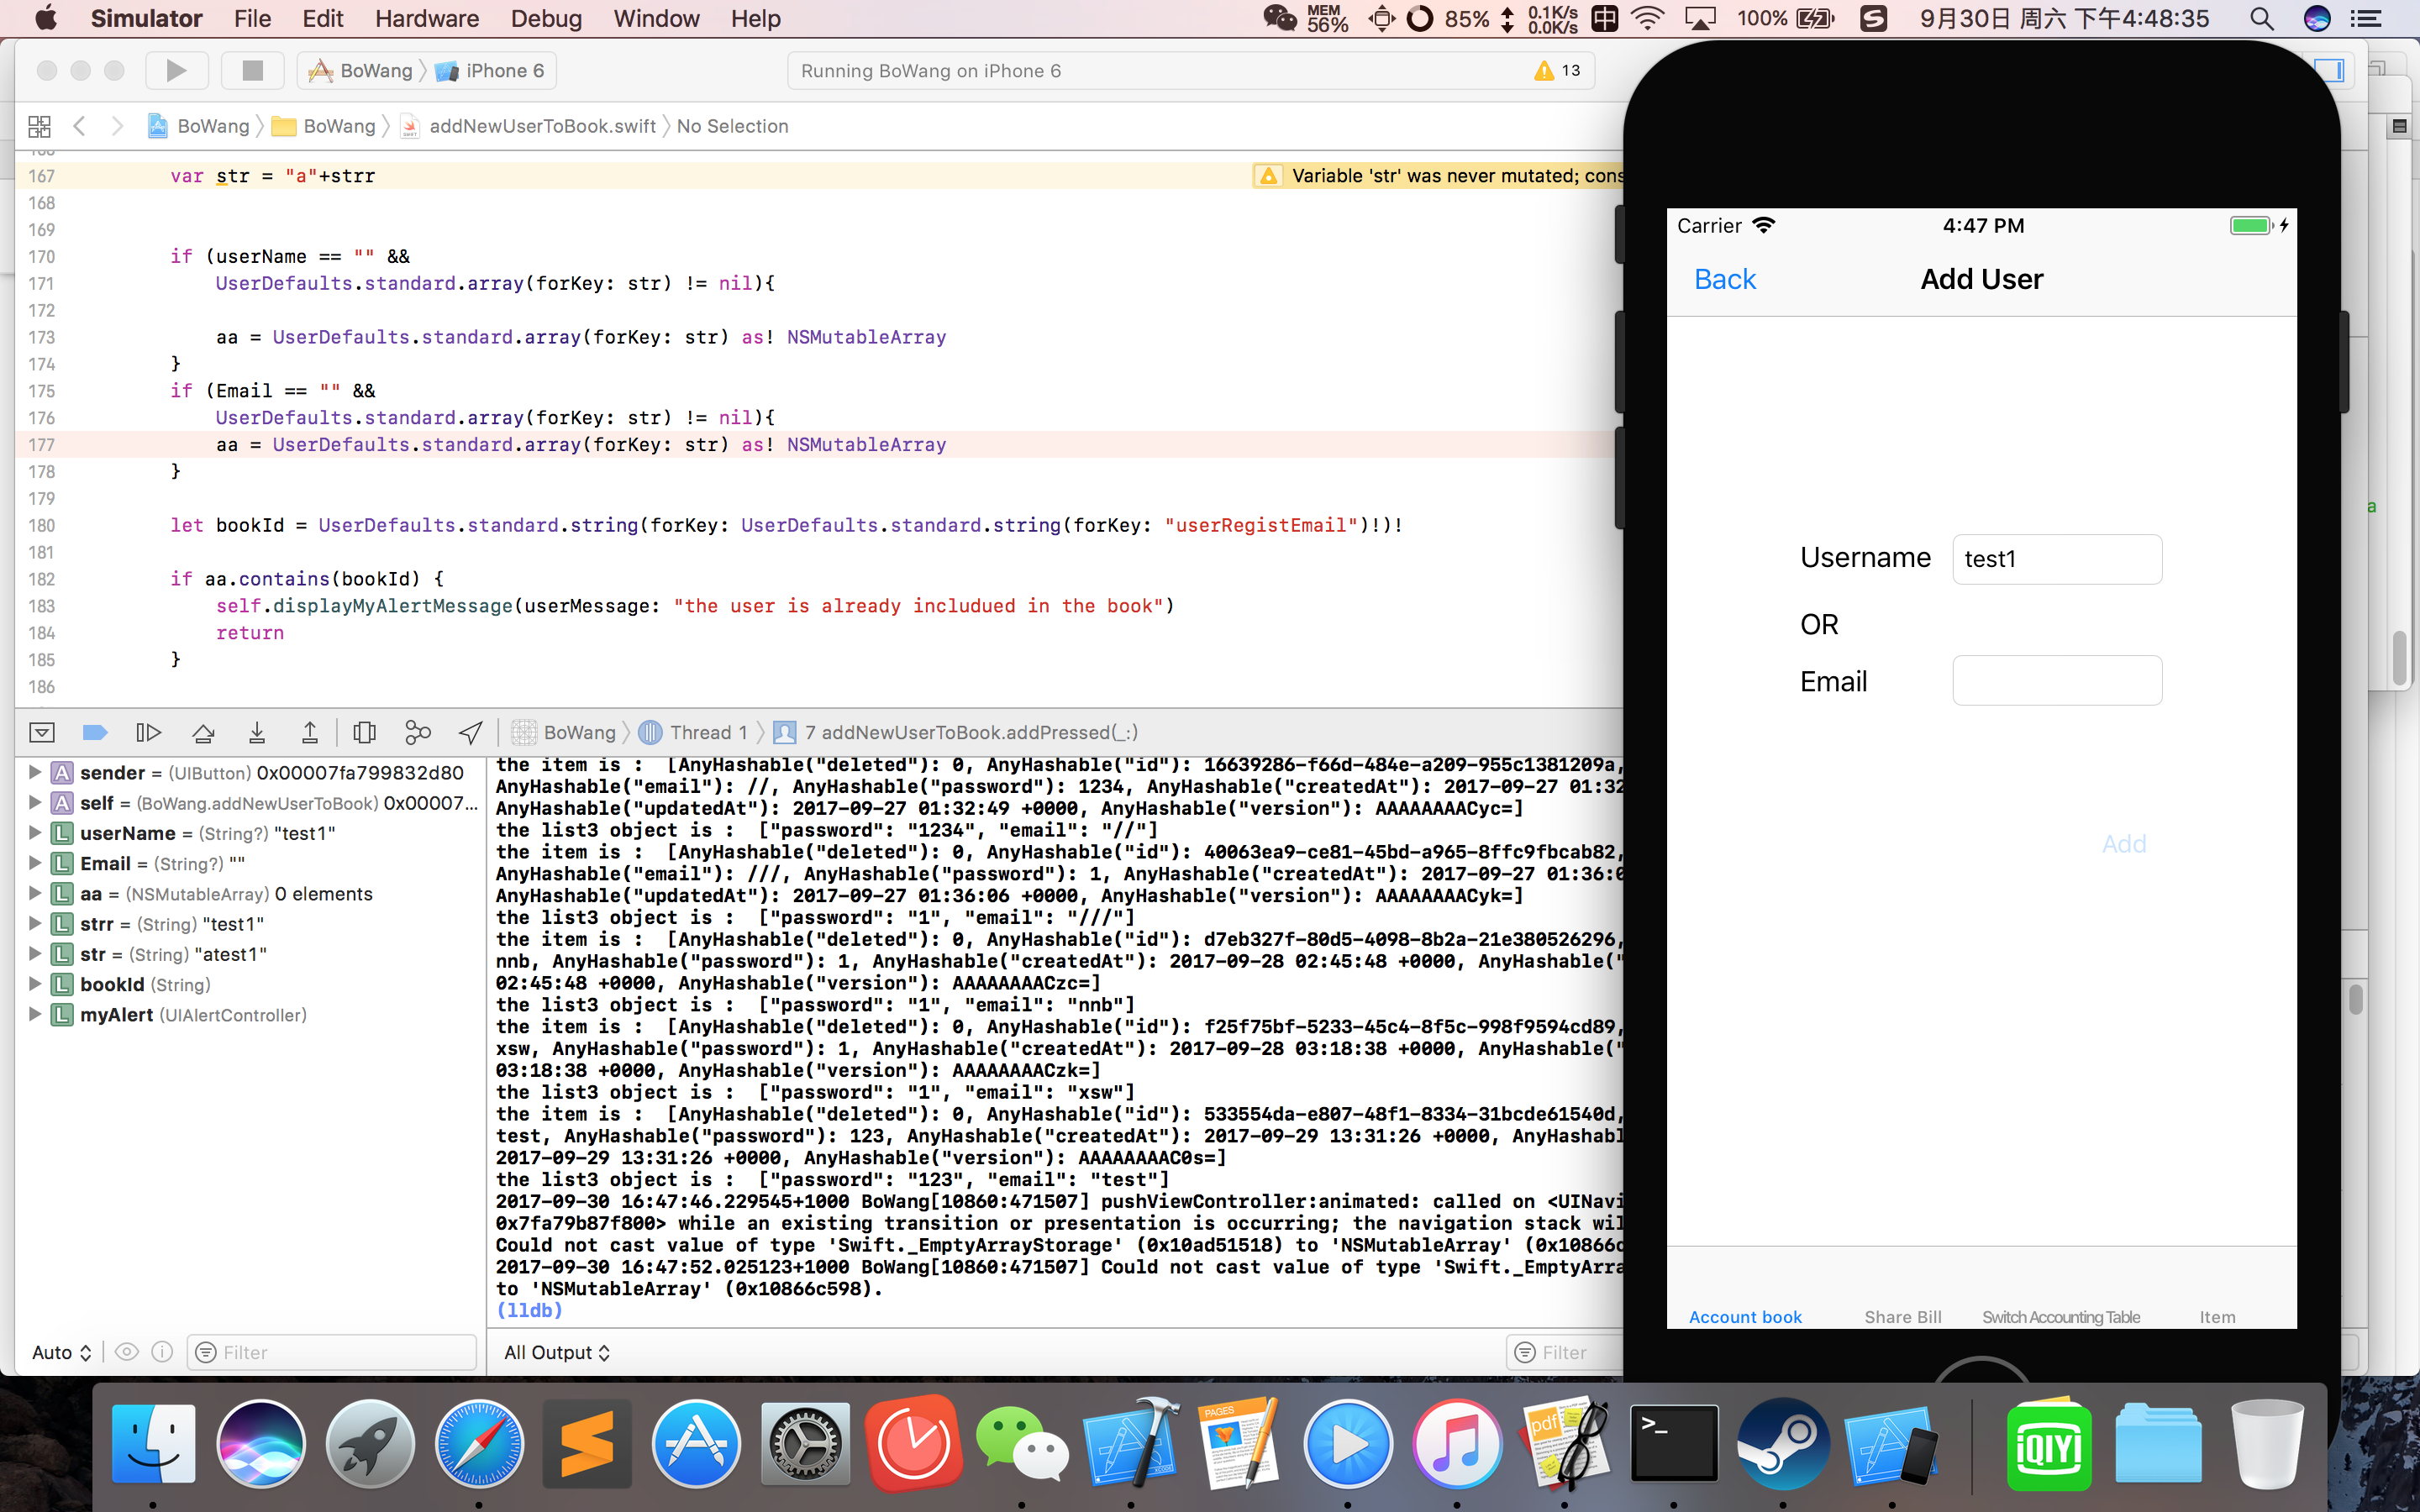 Simulator File Edit Hardware Debug Window Help MEM 56% 85% 0.1K/s 0.0K/s 中 100% 9月30日 周六 下午4:48:35
BoWang iPhone 6 Running BoWang on iPhone 6 13
BoWang BoWang addNewUserToBook.swift No Selection
167 var str = "a"+strr Variable 'str' was never mutated; cons
168
169
170 if (userName == "" &&
171 UserDefaults.standard.array(forKey: str) != nil){
172
173 aa = UserDefaults.standard.array(forKey: str) as! NSMutableArray
174 }
175 if (Email == "" &&
176 UserDefaults.standard.array(forKey: str) != nil){
177 aa = UserDefaults.standard.array(forKey: str) as! NSMutableArray
178 }
179
180 let bookId = UserDefaults.standard.string(forKey: UserDefaults.standard.string(forKey: "userRegistEmail")!)!
181
182 if aa.contains(bookId) {
183 self.displayMyAlertMessage(userMessage: "the user is already includued in the book")
184 return
185 }
186
BoWang Thread 1 7 addNewUserToBook.addPressed(_:)
A sender = (UIButton) 0x00007fa799832d80
A self = (BoWang.addNewUserToBook) 0x00007...
L userName = (String?) "test1"
L Email = (String?) ""
L aa = (NSMutableArray) 0 elements
L strr = (String) "test1"
L str = (String) "atest1"
L bookId (String)
L myAlert (UIAlertController)
Auto Filter
the item is : [AnyHashable("deleted"): 0, AnyHashable("id"): 16639286-f66d-484e-a209-955c1381209a,
AnyHashable("email"): //, AnyHashable("password"): 1234, AnyHashable("createdAt"): 2017-09-27 01:32
AnyHashable("updatedAt"): 2017-09-27 01:32:49 +0000, AnyHashable("version"): AAAAAAAACyc=]
the list3 object is : ["password": "1234", "email": "//"]
the item is : [AnyHashable("deleted"): 0, AnyHashable("id"): 40063ea9-ce81-45bd-a965-8ffc9fbcab82,
AnyHashable("email"): ///, AnyHashable("password"): 1, AnyHashable("createdAt"): 2017-09-27 01:36:0
AnyHashable("updatedAt"): 2017-09-27 01:36:06 +0000, AnyHashable("version"): AAAAAAAACyk=]
the list3 object is : ["password": "1", "email": "///"]
the item is : [AnyHashable("deleted"): 0, AnyHashable("id"): d7eb327f-80d5-4098-8b2a-21e380526296,
nnb, AnyHashable("password"): 1, AnyHashable("createdAt"): 2017-09-28 02:45:48 +0000, AnyHashable("
02:45:48 +0000, AnyHashable("version"): AAAAAAAACzc=]
the list3 object is : ["password": "1", "email": "nnb"]
the item is : [AnyHashable("deleted"): 0, AnyHashable("id"): f25f75bf-5233-45c4-8f5c-998f9594cd89,
xsw, AnyHashable("password"): 1, AnyHashable("createdAt"): 2017-09-28 03:18:38 +0000, AnyHashable("
03:18:38 +0000, AnyHashable("version"): AAAAAAAACzk=]
the list3 object is : ["password": "1", "email": "xsw"]
the item is : [AnyHashable("deleted"): 0, AnyHashable("id"): 533554da-e807-48f1-8334-31bcde61540d,
test, AnyHashable("password"): 123, AnyHashable("createdAt"): 2017-09-29 13:31:26 +0000, AnyHashabl
2017-09-29 13:31:26 +0000, AnyHashable("version"): AAAAAAAAC0s=]
the list3 object is : ["password": "123", "email": "test"]
2017-09-30 16:47:46.229545+1000 BoWang[10860:471507] pushViewController:animated: called on <UINavi
0x7fa79b87f800> while an existing transition or presentation is occurring; the navigation stack wil
Could not cast value of type 'Swift._EmptyArrayStorage' (0x10ad51518) to 'NSMutableArray' (0x10866c
2017-09-30 16:47:52.025123+1000 BoWang[10860:471507] Could not cast value of type 'Swift._EmptyArra
to 'NSMutableArray' (0x10866c598).
(lldb)
All Output Filter
Carrier 4:47 PM
Back Add User
Username test1
OR
Email
Add
Account book Share Bill Switch Accounting Table Item
a
PAGES
pdf
>_
iQIYI